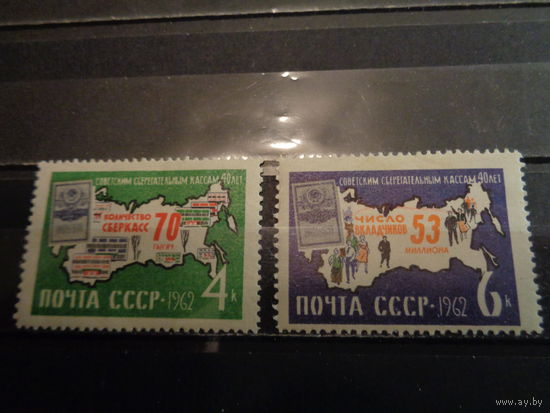 СОВЕТСКИМ СБЕРЕГАТЕЛЬНЫМ КАССАМ 40 ЛЕТ
КОЛИЧЕСТВО
СБЕРКАСС 70
ТЫСЯЧ
ПОЧТА СССР·1962 4к
СОВЕТСКИМ СБЕРЕГАТЕЛЬНЫМ КАССАМ 40 ЛЕТ
ЧИСЛО
ВКЛАДЧИКОВ 53
МИЛЛИОНА
ПОЧТА СССР·1962 6к
www.ay.by